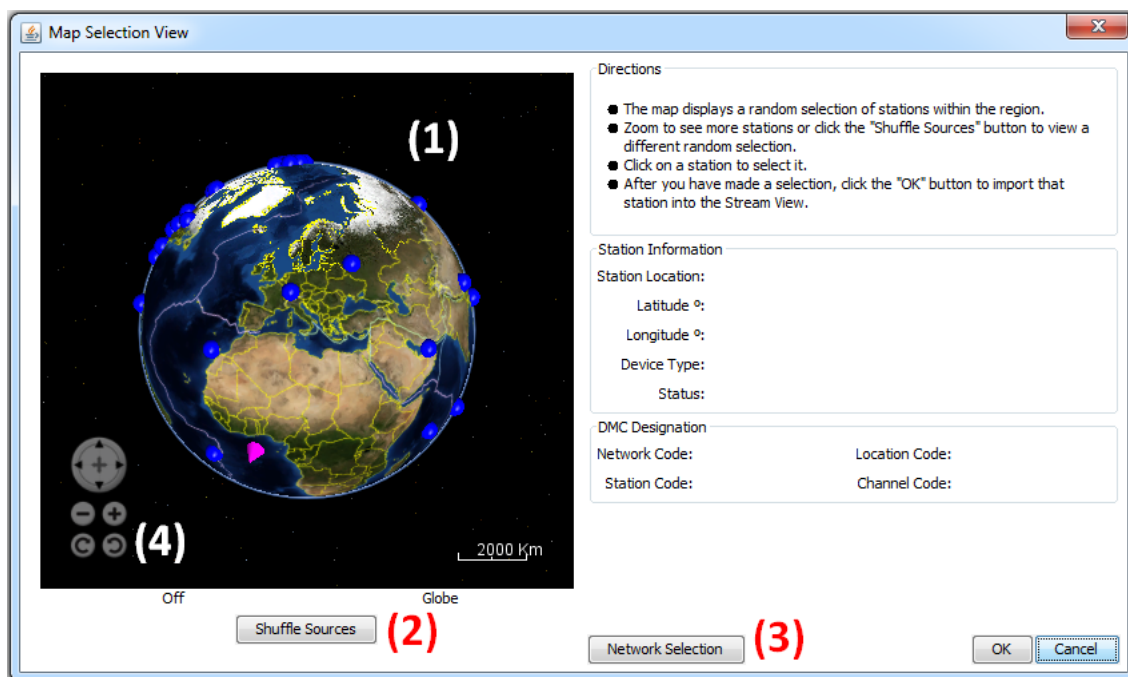 Map Selection View
(1)
(4)
2000 Km
Off Globe
Shuffle Sources (2)
Directions
● The map displays a random selection of stations within the region.
● Zoom to see more stations or click the "Shuffle Sources" button to view a
different random selection.
● Click on a station to select it.
● After you have made a selection, click the "OK" button to import that
station into the Stream View.
Station Information
Station Location:
Latitude º:
Longitude º:
Device Type:
Status:
DMC Designation
Network Code: Location Code:
Station Code: Channel Code:
Network Selection (3) OK Cancel